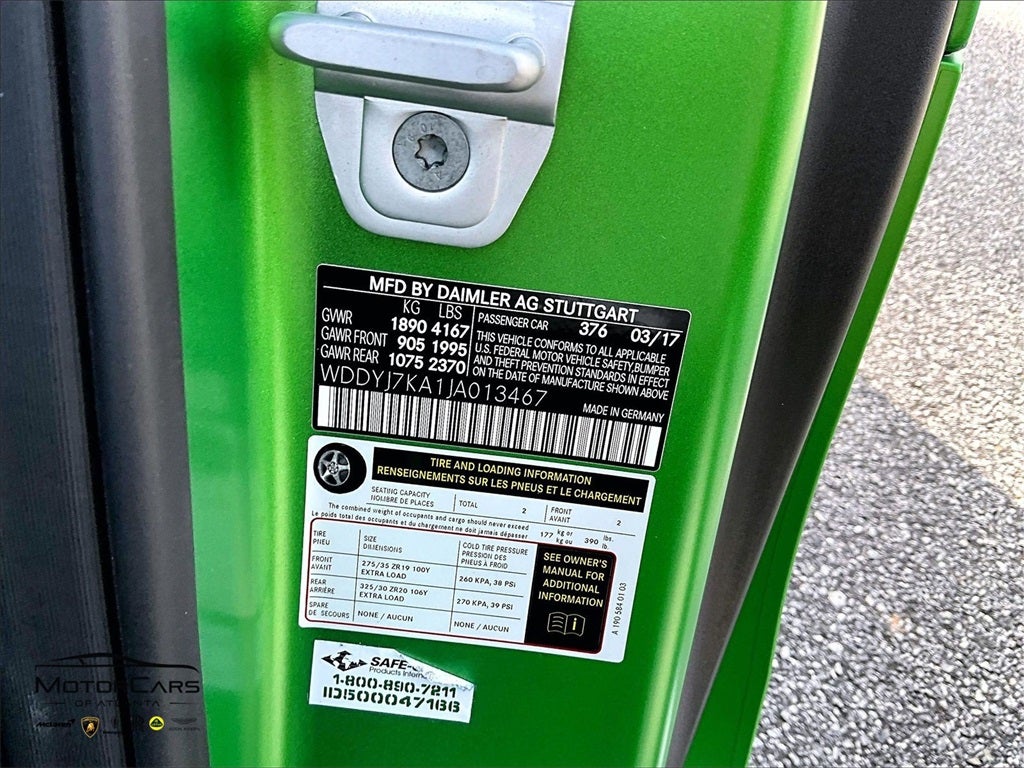 MFD BY DAIMLER AG STUTTGART
KG LBS
GVWR 1890 4167
GAWR FRONT 905 1995
GAWR REAR 1075 2370
PASSENGER CAR 376 03/17
THIS VEHICLE CONFORMS TO ALL APPLICABLE
U.S. FEDERAL MOTOR VEHICLE SAFETY,BUMPER
AND THEFT PREVENTION STANDARDS IN EFFECT
ON THE DATE OF MANUFACTURE SHOWN ABOVE
WDDYJ7KA1JA013467
MADE IN GERMANY
TIRE AND LOADING INFORMATION
RENSEIGNEMENTS SUR LES PNEUS ET LE CHARGEMENT
SEATING CAPACITY
NOMBRE DE PLACES
TOTAL 2
FRONT
AVANT 2
The combined weight of occupants and cargo should never exceed
Le poids total des occupants et du chargement ne doit jamais dépasser
177 kg or
kg ou
390 lbs.
lb.
TIRE
PNEU
SIZE
DIMENSIONS
COLD TIRE PRESSURE
PRESSION DES
PNEUS À FROID
FRONT
AVANT
275/35 ZR19 100Y
EXTRA LOAD
260 KPA, 38 PSI
REAR
ARRIÈRE
325/30 ZR20 106Y
EXTRA LOAD
270 KPA, 39 PSI
SPARE
DE SECOURS
NONE / AUCUN
NONE / AUCUN
SEE OWNER'S
MANUAL FOR
ADDITIONAL
INFORMATION
A 190 584 01 03
SAFE-
Products Intern
1-800-890-7211
ID500047166
MOTORCARS
OF ATLANTA